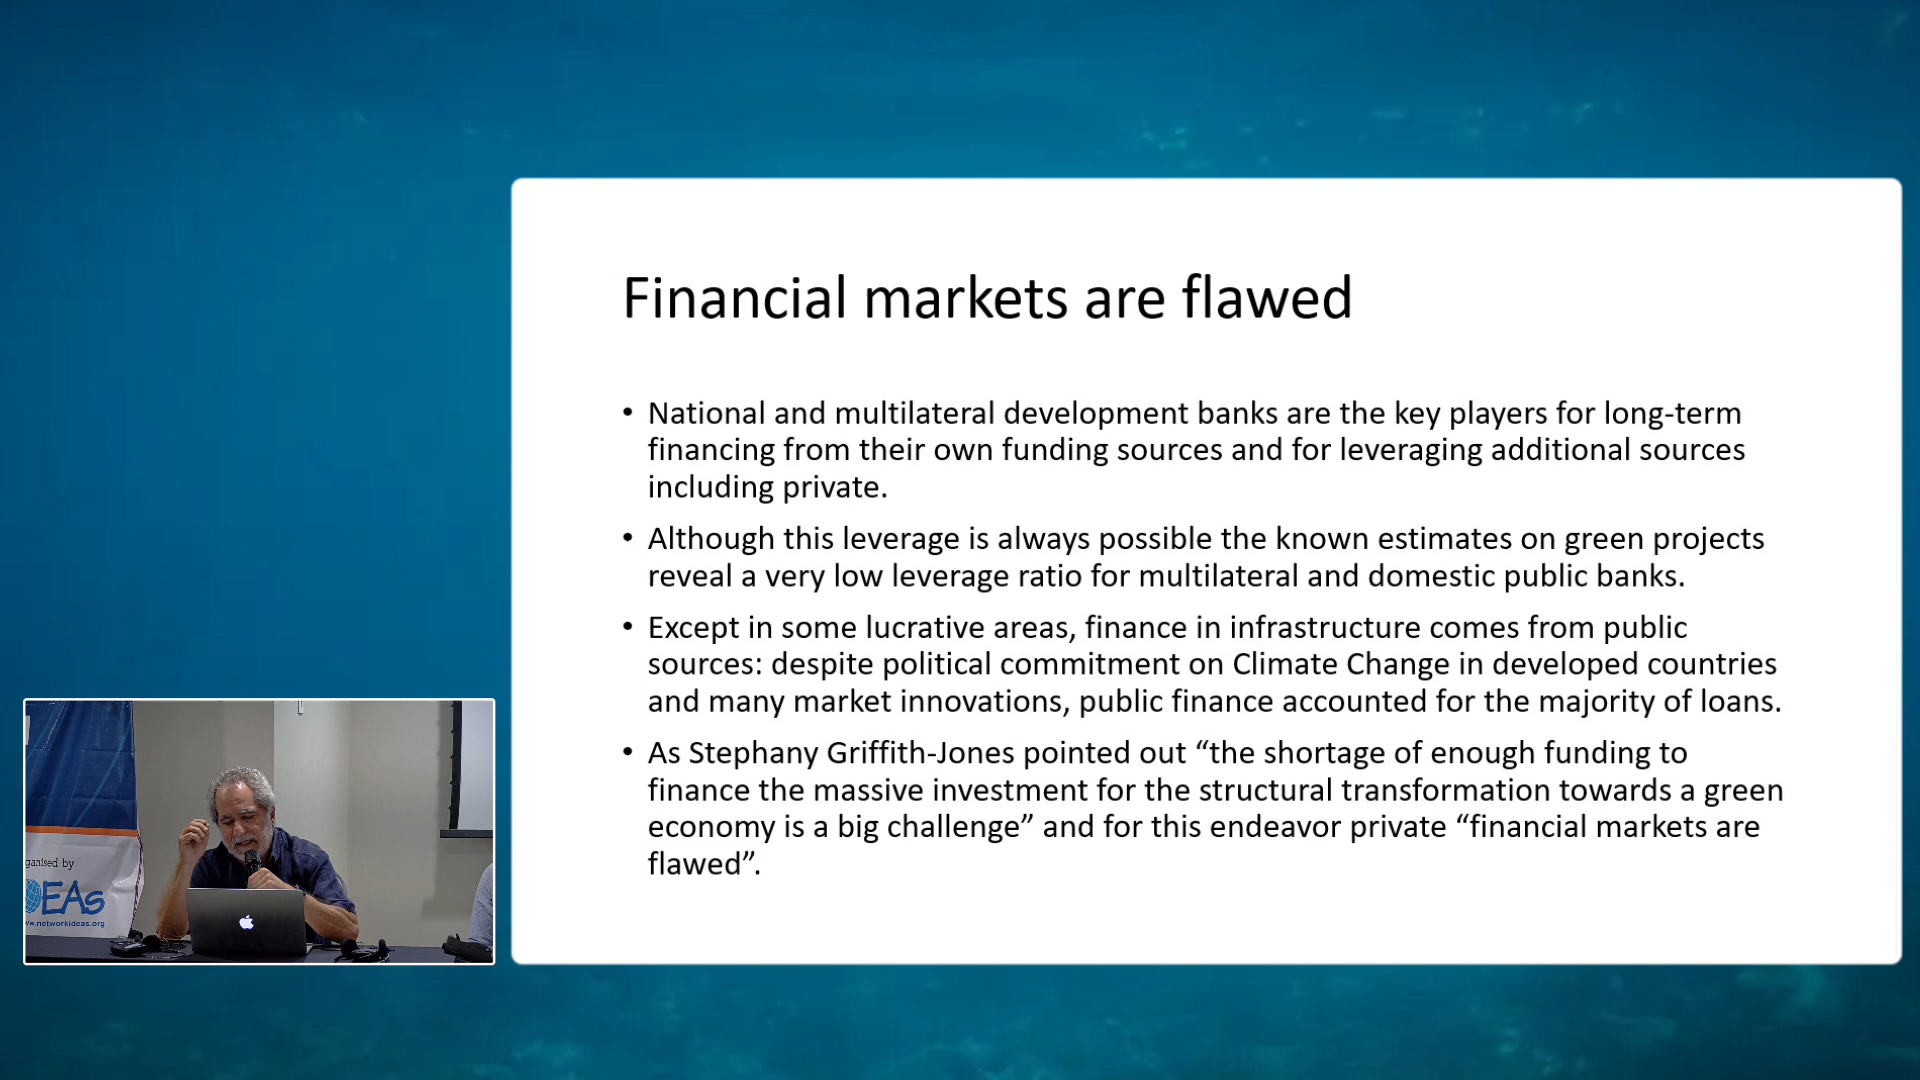 Financial markets are flawed
• National and multilateral development banks are the key players for long-term
financing from their own funding sources and for leveraging additional sources
including private.
• Although this leverage is always possible the known estimates on green projects
reveal a very low leverage ratio for multilateral and domestic public banks.
• Except in some lucrative areas, finance in infrastructure comes from public
sources: despite political commitment on Climate Change in developed countries
and many market innovations, public finance accounted for the majority of loans.
• As Stephany Griffith-Jones pointed out “the shortage of enough funding to
finance the massive investment for the structural transformation towards a green
economy is a big challenge” and for this endeavor private “financial markets are
flawed”.
ganised by
EAs
w.networkideas.org